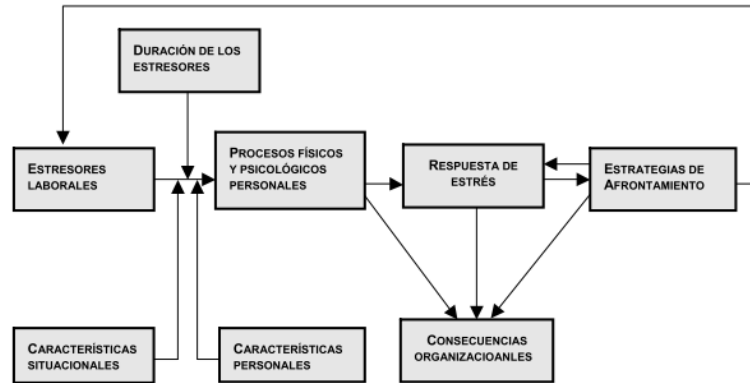 DURACIÓN DE LOS
ESTRESORES
ESTRESORES
LABORALES
PROCESOS FÍSICOS
Y PSICOLÓGICOS
PERSONALES
RESPUESTA DE
ESTRÉS
ESTRATEGIAS DE
AFRONTAMIENTO
CARACTERÍSTICAS
SITUACIONALES
CARACTERÍSTICAS
PERSONALES
CONSECUENCIAS
ORGANIZACIOANLES